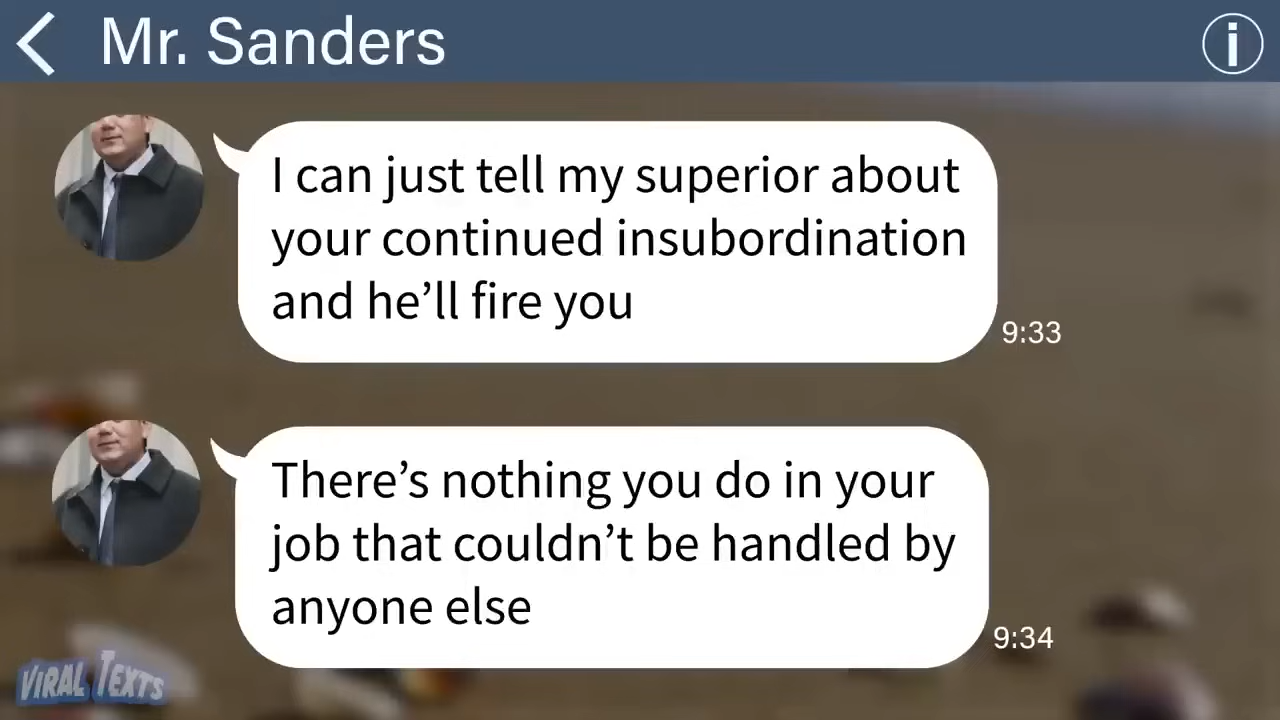 Mr. Sanders
i
I can just tell my superior about
your continued insubordination
and he’ll fire you
9:33
There’s nothing you do in your
job that couldn’t be handled by
anyone else
9:34
VIRAL TEXTS